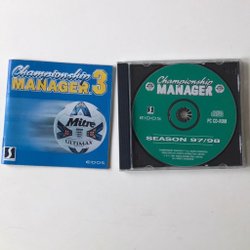 Championship
MANAGER 3
Mitre
ULTIMAX
EIDOS
Championship
MANAGER
EIDOS
PC CD-ROM
SEASON 97/98